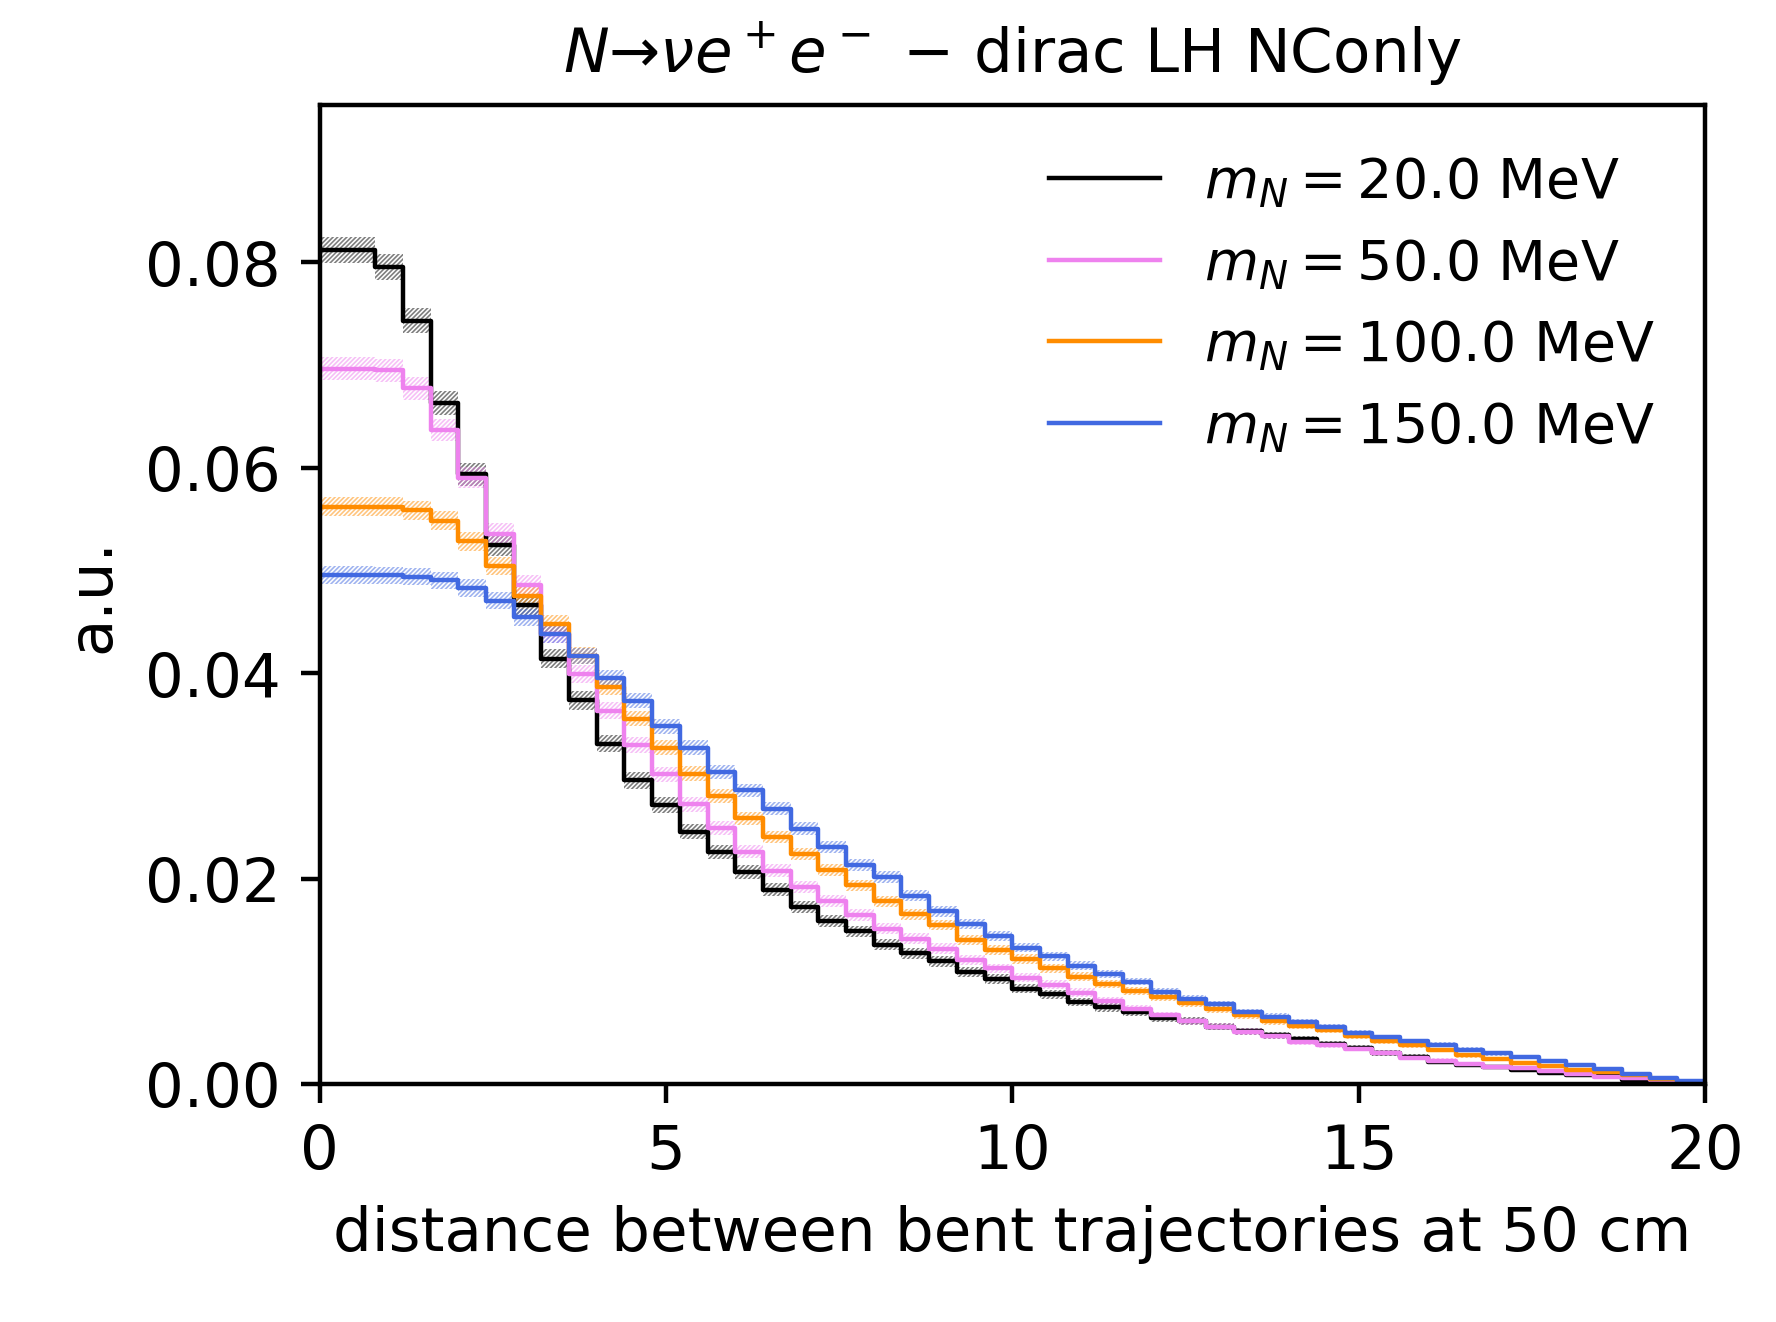 N→νe⁺e⁻ − dirac LH NConly
m_N = 20.0 MeV
m_N = 50.0 MeV
m_N = 100.0 MeV
m_N = 150.0 MeV
a.u.
0.08
0.06
0.04
0.02
0.00
0 5 10 15 20
distance between bent trajectories at 50 cm